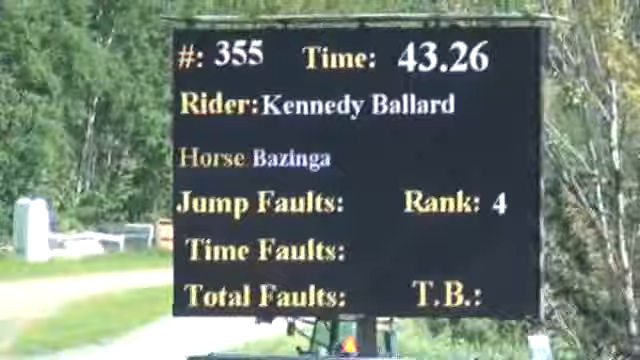 #: 355 Time: 43.26
Rider: Kennedy Ballard
Horse Bazinga
Jump Faults: Rank: 4
Time Faults:
Total Faults: T.B.: